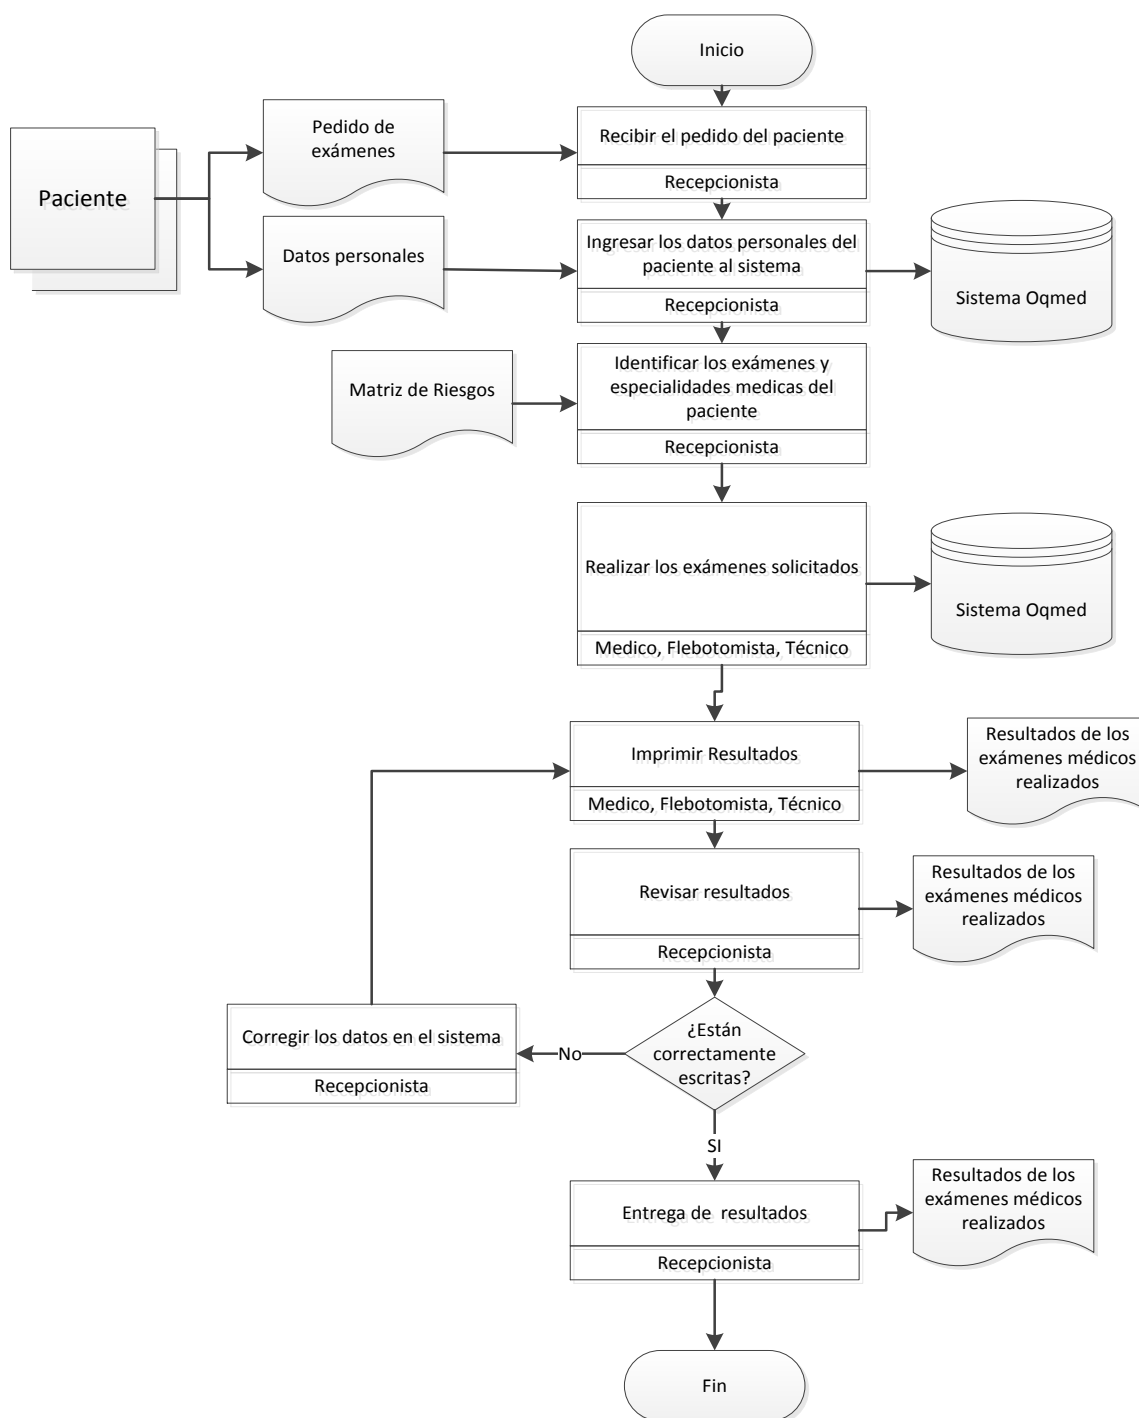 Inicio
Pedido de
exámenes
Recibir el pedido del paciente
Recepcionista
Paciente
Datos personales
Ingresar los datos personales del
paciente al sistema
Recepcionista
Sistema Oqmed
Matriz de Riesgos
Identificar los exámenes y
especialidades medicas del
paciente
Recepcionista
Realizar los exámenes solicitados
Medico, Flebotomista, Técnico
Sistema Oqmed
Imprimir Resultados
Medico, Flebotomista, Técnico
Resultados de los
exámenes médicos
realizados
Revisar resultados
Recepcionista
Resultados de los
exámenes médicos
realizados
¿Están
correctamente
escritas?
No
Corregir los datos en el sistema
Recepcionista
SI
Entrega de  resultados
Recepcionista
Resultados de los
exámenes médicos
realizados
Fin